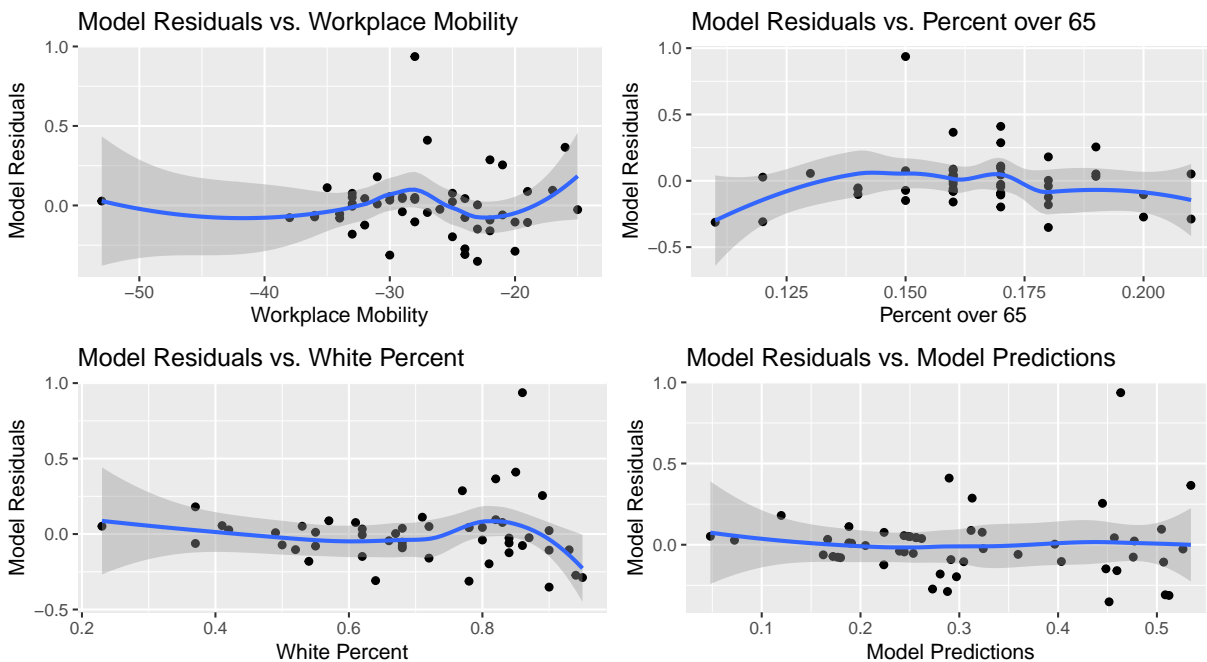 Model Residuals vs. Workplace Mobility
Model Residuals
1.0
0.5
0.0
−50
−40
−30
−20
Workplace Mobility
Model Residuals vs. Percent over 65
Model Residuals
1.0
0.5
0.0
−0.5
0.125
0.150
0.175
0.200
Percent over 65
Model Residuals vs. White Percent
Model Residuals
1.0
0.5
0.0
−0.5
0.2
0.4
0.6
0.8
White Percent
Model Residuals vs. Model Predictions
Model Residuals
1.0
0.5
0.0
0.1
0.2
0.3
0.4
0.5
Model Predictions